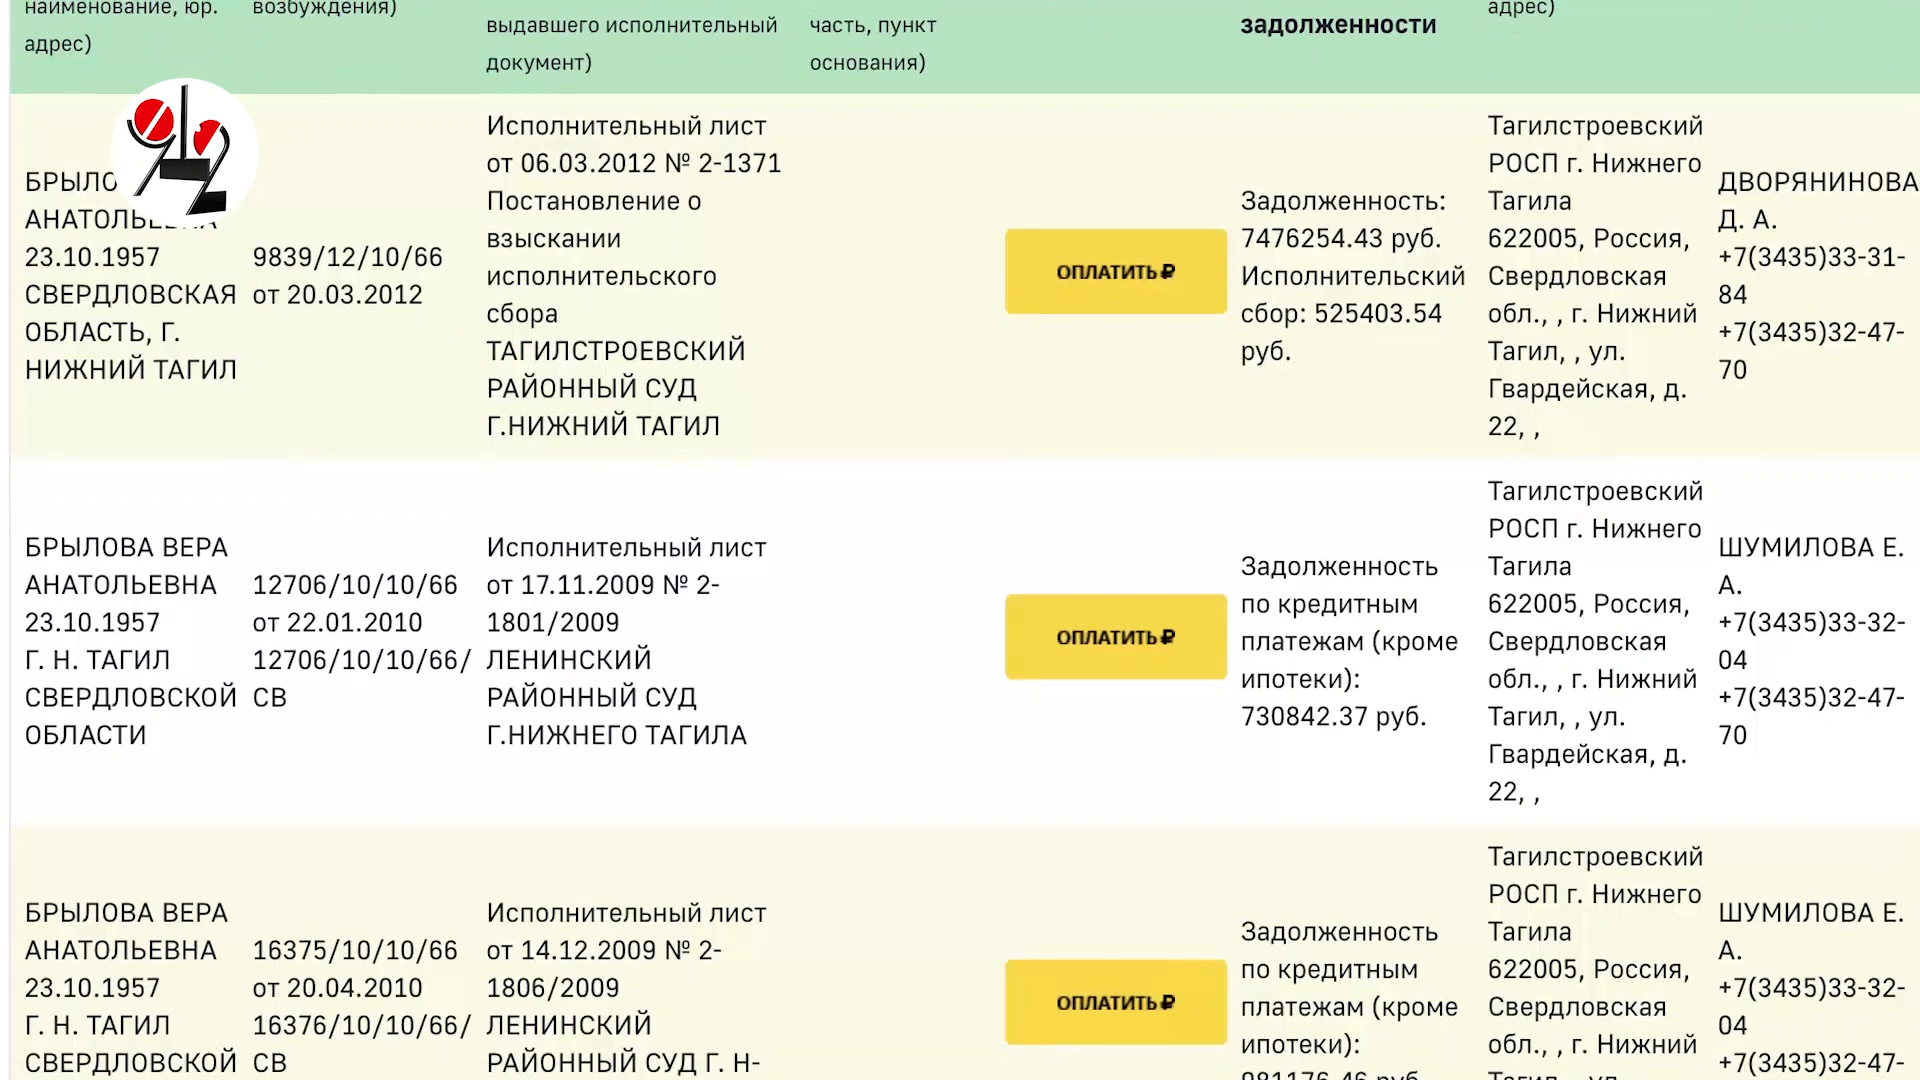 наименование, юр.
адрес)
возбуждения)
выдавшего исполнительный
документ)
часть, пункт
основания)
задолженности
адрес)
АНАТОЛЬЕВНА
23.10.1957
СВЕРДЛОВСКАЯ
ОБЛАСТЬ, Г.
НИЖНИЙ ТАГИЛ
9839/12/10/66
от 20.03.2012
Исполнительный лист
от 06.03.2012 № 2-1371
Постановление о
взыскании
исполнительского
сбора
ТАГИЛСТРОЕВСКИЙ
РАЙОННЫЙ СУД
Г.НИЖНИЙ ТАГИЛ
ОПЛАТИТЬ ₽
Задолженность:
7476254.43 руб.
Исполнительский
сбор: 525403.54
руб.
Тагилстроевский
РОСП г. Нижнего
Тагила
622005, Россия,
Свердловская
обл., , г. Нижний
Тагил, , ул.
Гвардейская, д.
22, ,
ДВОРЯНИНОВА
Д. А.
+7(3435)33-31-
84
+7(3435)32-47-
70
БРЫЛОВА ВЕРА
АНАТОЛЬЕВНА
23.10.1957
Г. Н. ТАГИЛ
СВЕРДЛОВСКОЙ
ОБЛАСТИ
12706/10/10/66
от 22.01.2010
12706/10/10/66/
СВ
Исполнительный лист
от 17.11.2009 № 2-
1801/2009
ЛЕНИНСКИЙ
РАЙОННЫЙ СУД
Г.НИЖНЕГО ТАГИЛА
ОПЛАТИТЬ ₽
Задолженность
по кредитным
платежам (кроме
ипотеки):
730842.37 руб.
Тагилстроевский
РОСП г. Нижнего
Тагила
622005, Россия,
Свердловская
обл., , г. Нижний
Тагил, , ул.
Гвардейская, д.
22, ,
ШУМИЛОВА Е.
А.
+7(3435)33-32-
04
+7(3435)32-47-
70
БРЫЛОВА ВЕРА
АНАТОЛЬЕВНА
23.10.1957
Г. Н. ТАГИЛ
СВЕРДЛОВСКОЙ
16375/10/10/66
от 20.04.2010
16376/10/10/66/
СВ
Исполнительный лист
от 14.12.2009 № 2-
1806/2009
ЛЕНИНСКИЙ
РАЙОННЫЙ СУД Г. Н-
ОПЛАТИТЬ ₽
Задолженность
по кредитным
платежам (кроме
ипотеки):
981176.46 руб.
Тагилстроевский
РОСП г. Нижнего
Тагила
622005, Россия,
Свердловская
обл., , г. Нижний
Тагил, , ул.
ШУМИЛОВА Е.
А.
+7(3435)33-32-
04
+7(3435)32-47-